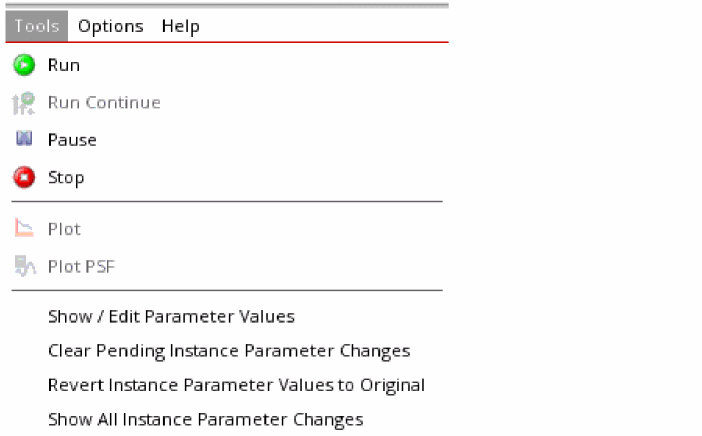 Tools Options Help
Run
Run Continue
Pause
Stop
Plot
Plot PSF
Show / Edit Parameter Values
Clear Pending Instance Parameter Changes
Revert Instance Parameter Values to Original
Show All Instance Parameter Changes